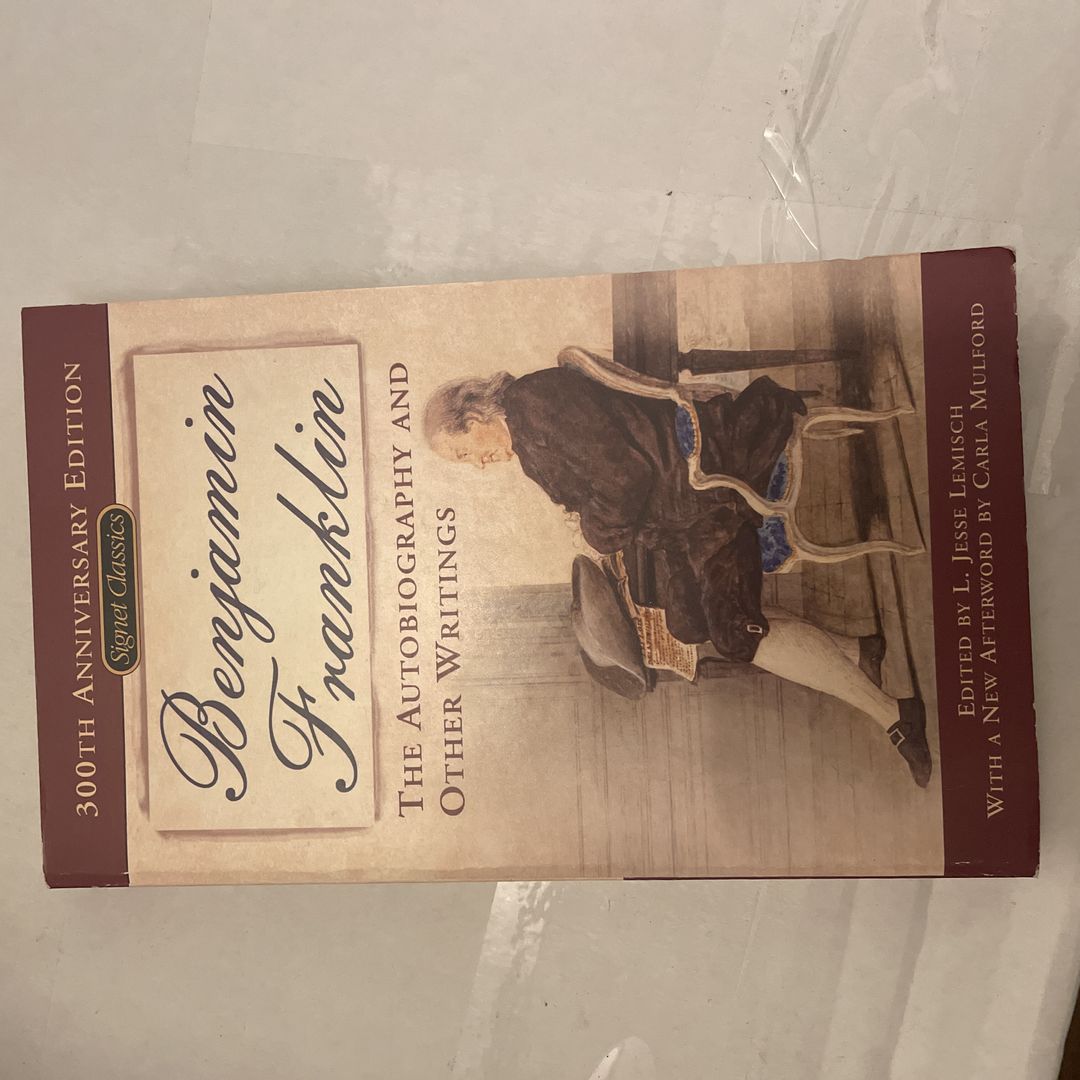 300TH ANNIVERSARY EDITION
Signet Classics
Benjamin
Franklin
THE AUTOBIOGRAPHY AND
OTHER WRITINGS
EDITED BY L. JESSE LEMISCH
WITH A NEW AFTERWORD BY CARLA MULFORD